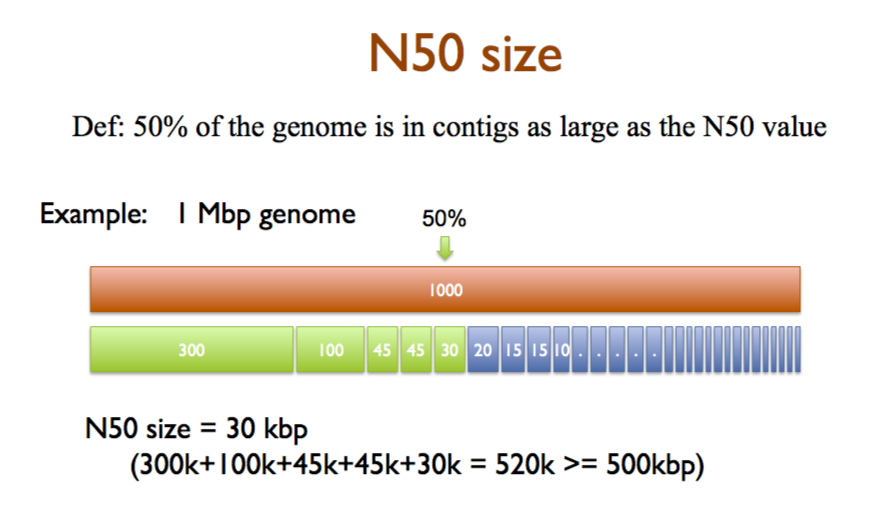 N50 size
Def: 50% of the genome is in contigs as large as the N50 value
Example: 1 Mbp genome
50%
1000
300 100 45 45 30 20 15 15 10 . . . . .
N50 size = 30 kbp
(300k+100k+45k+45k+30k = 520k >= 500kbp)